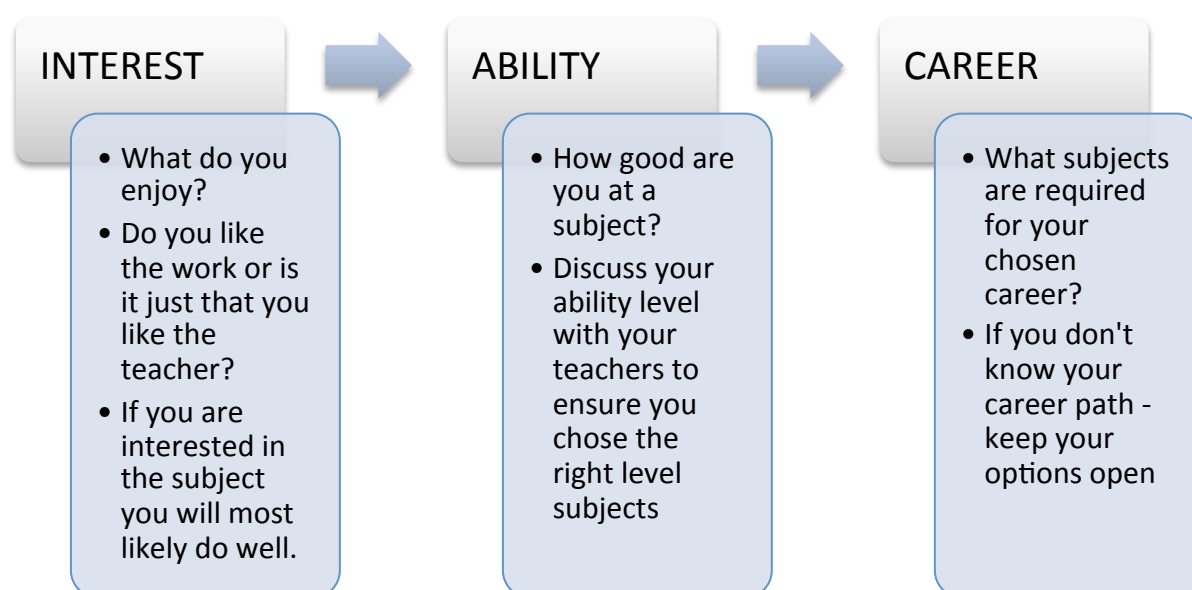 INTEREST
• What do you
enjoy?
• Do you like
the work or is
it just that you
like the
teacher?
• If you are
interested in
the subject
you will most
likely do well.
ABILITY
• How good are
you at a
subject?
• Discuss your
ability level
with your
teachers to
ensure you
chose the
right level
subjects
CAREER
• What subjects
are required
for your
chosen
career?
• If you don't
know your
career path -
keep your
options open